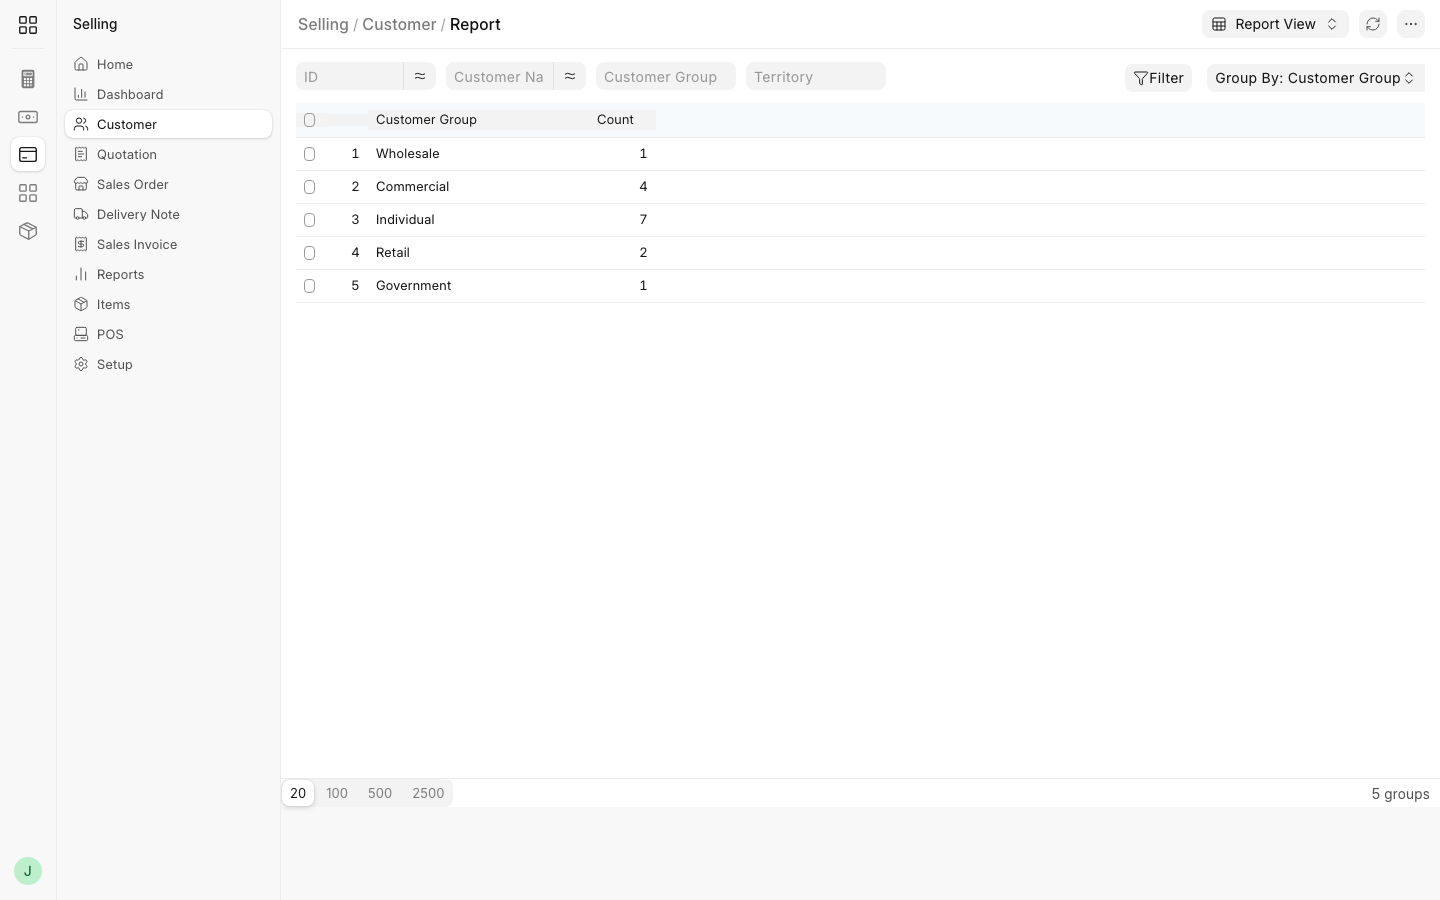 Selling
Home
Dashboard
Customer
Quotation
Sales Order
Delivery Note
Sales Invoice
Reports
Items
POS
Setup
J
Selling / Customer / Report
Report View
ID ≈ Customer Na ≈ Customer Group Territory
Filter Group By: Customer Group
Customer Group Count
1 Wholesale 1
2 Commercial 4
3 Individual 7
4 Retail 2
5 Government 1
20 100 500 2500
5 groups